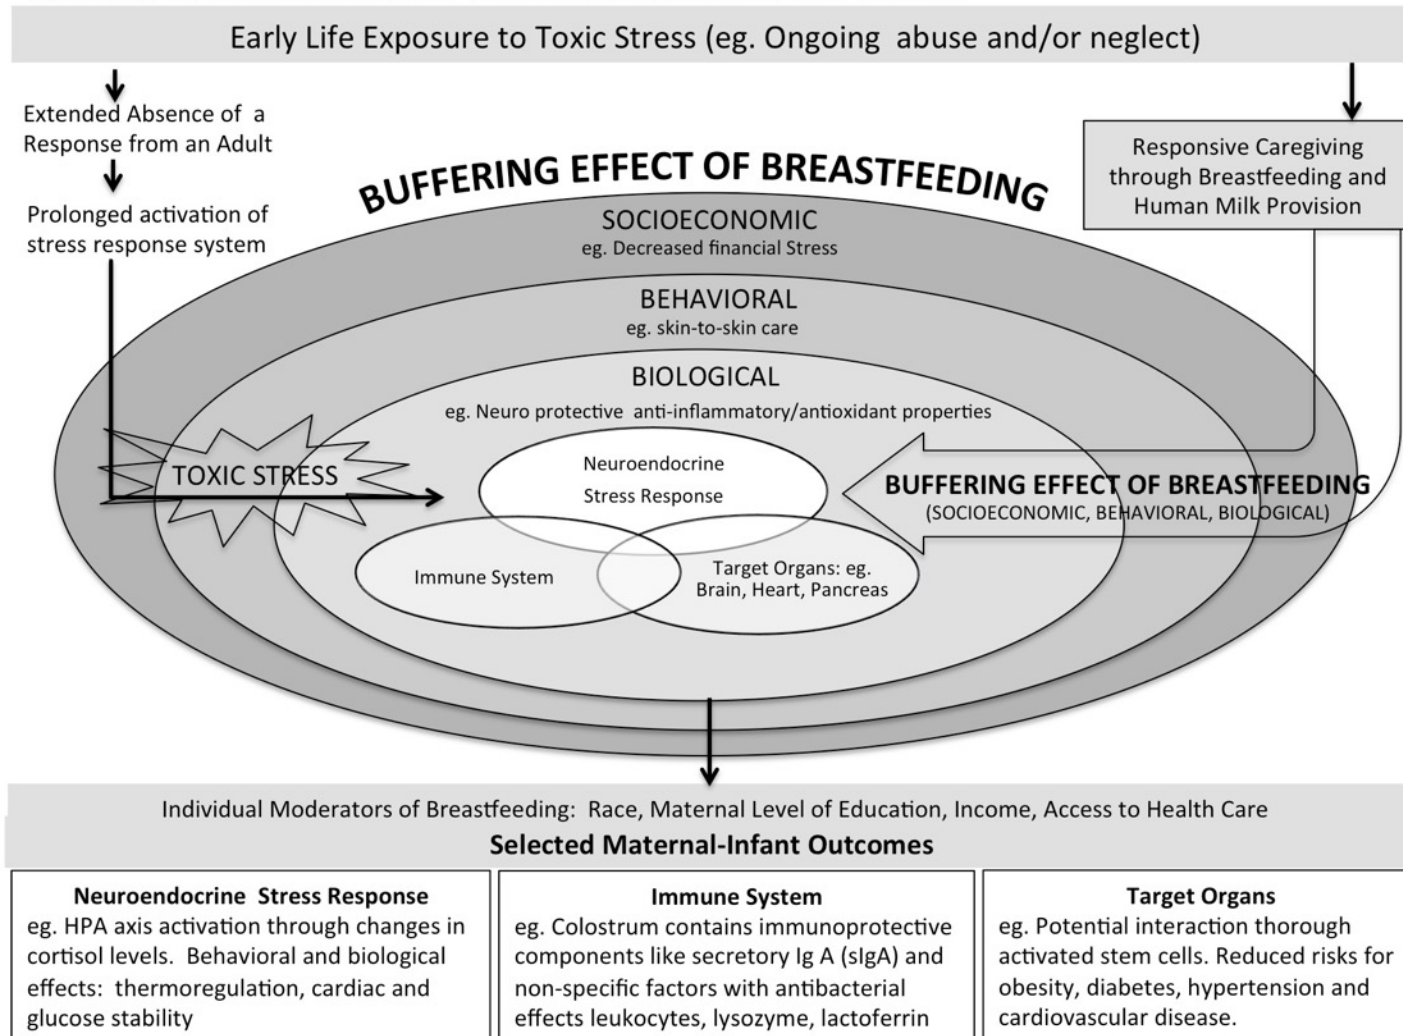 Early Life Exposure to Toxic Stress (eg. Ongoing abuse and/or neglect)
Extended Absence of a
Response from an Adult
Prolonged activation of
stress response system
Responsive Caregiving
through Breastfeeding and
Human Milk Provision
BUFFERING EFFECT OF BREASTFEEDING
SOCIOECONOMIC
eg. Decreased financial Stress
BEHAVIORAL
eg. skin-to-skin care
BIOLOGICAL
eg. Neuro protective anti-inflammatory/antioxidant properties
TOXIC STRESS
Neuroendocrine
Stress Response
Immune System
Target Organs: eg.
Brain, Heart, Pancreas
BUFFERING EFFECT OF BREASTFEEDING
(SOCIOECONOMIC, BEHAVIORAL, BIOLOGICAL)
Individual Moderators of Breastfeeding: Race, Maternal Level of Education, Income, Access to Health Care
Selected Maternal-Infant Outcomes
Neuroendocrine Stress Response
eg. HPA axis activation through changes in
cortisol levels. Behavioral and biological
effects: thermoregulation, cardiac and
glucose stability
Immune System
eg. Colostrum contains immunoprotective
components like secretory Ig A (sIgA) and
non-specific factors with antibacterial
effects leukocytes, lysozyme, lactoferrin
Target Organs
eg. Potential interaction thorough
activated stem cells. Reduced risks for
obesity, diabetes, hypertension and
cardiovascular disease.